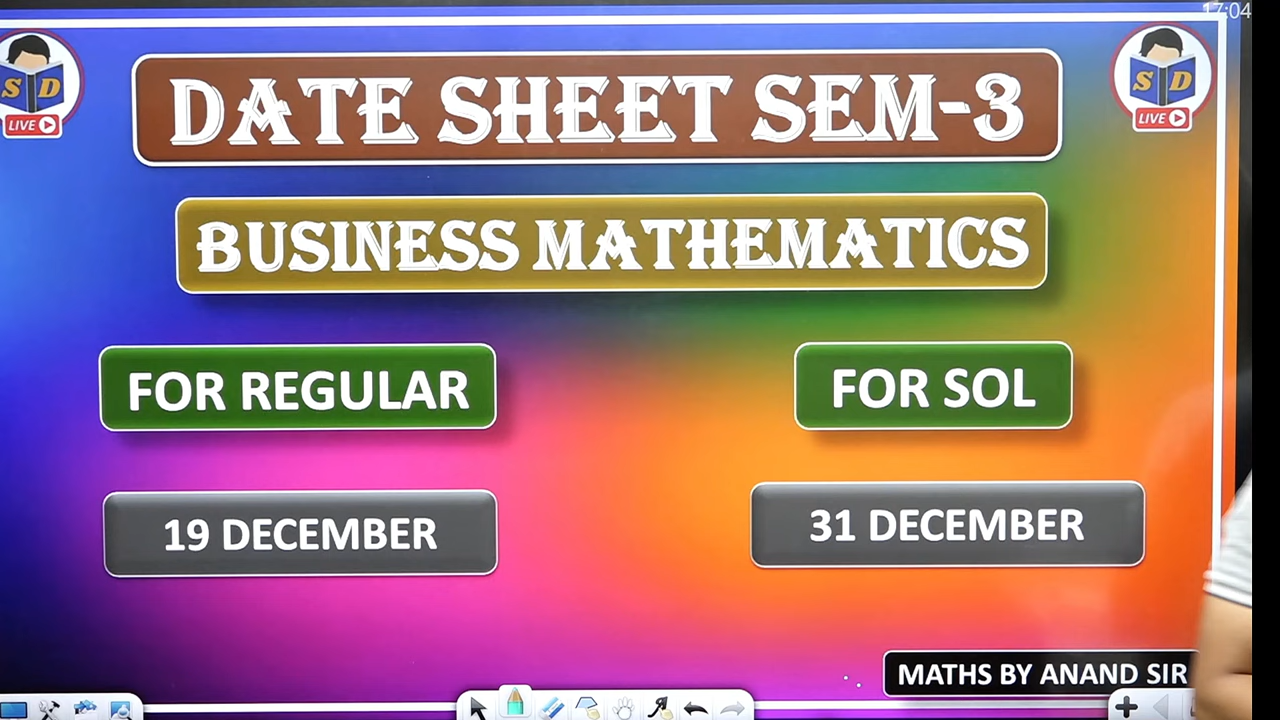 17:04
S D
LIVE
S D
LIVE
DATE SHEET SEM-3
BUSINESS MATHEMATICS
FOR REGULAR
FOR SOL
19 DECEMBER
31 DECEMBER
MATHS BY ANAND SIR